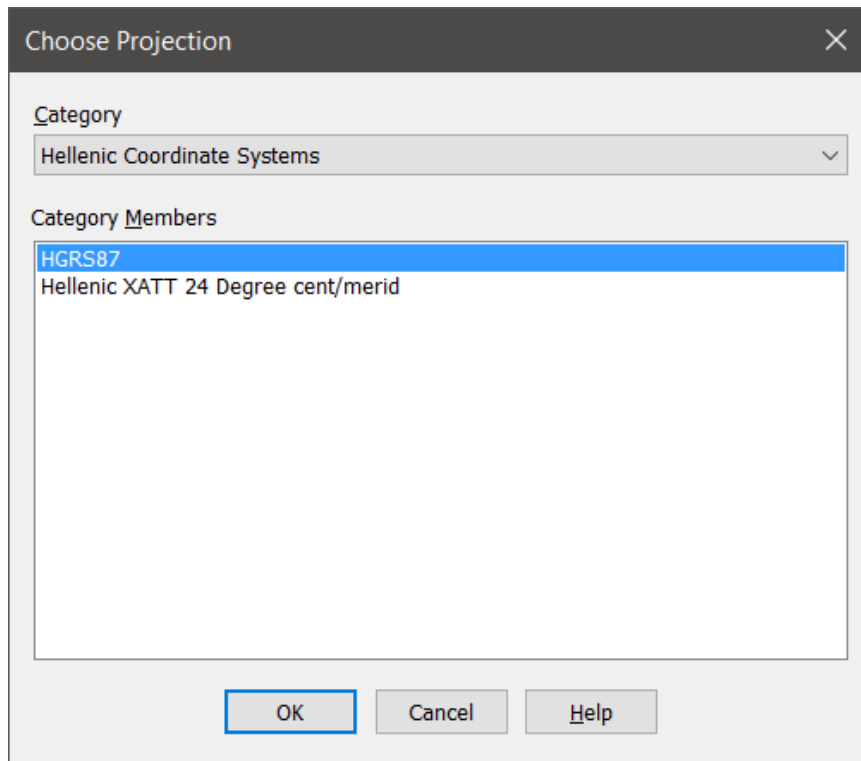 Choose Projection
Category
Hellenic Coordinate Systems
Category Members
HGRS87
Hellenic XATT 24 Degree cent/merid
OK
Cancel
Help